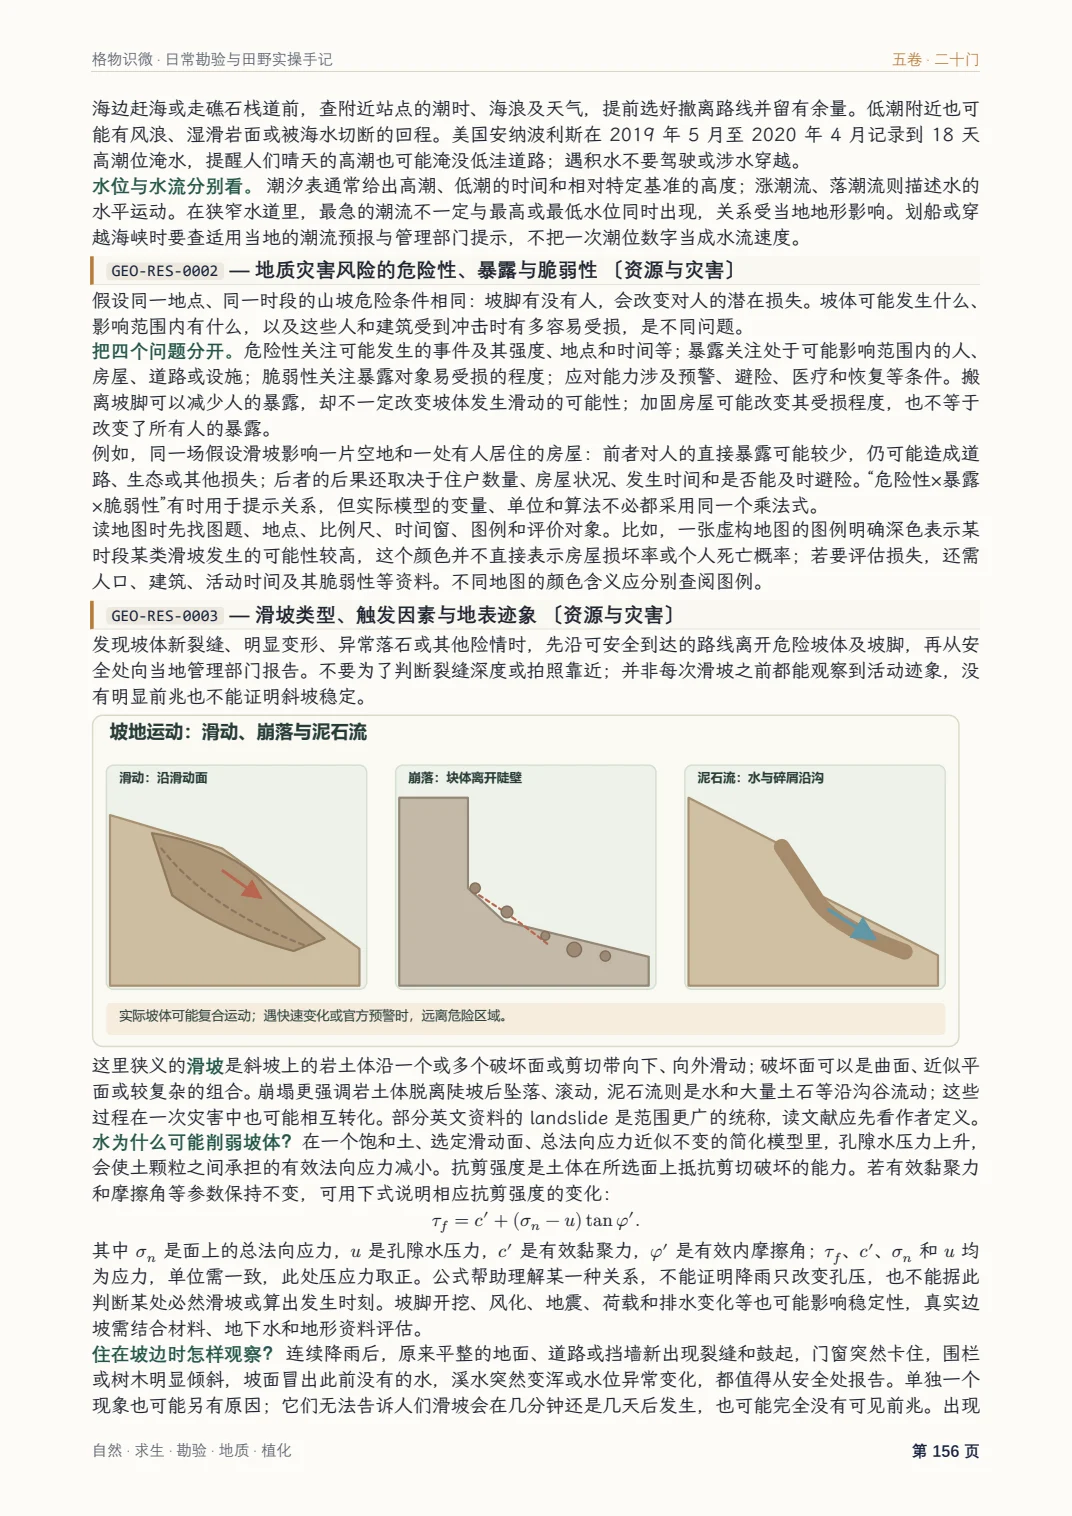 格物识微 · 日常勘验与田野实操手记
五卷 · 二十门
海边赶海或走礁石栈道前，查附近站点的潮时、海浪及天气，提前选好撤离路线并留有余量。低潮附近也可
能有风浪、湿滑岩面或被海水切断的回程。美国安纳波利斯在 2019 年 5 月至 2020 年 4 月记录到 18 天
高潮位淹水，提醒人们晴天的高潮也可能淹没低洼道路；遇积水不要驾驶或涉水穿越。
水位与水流分别看。潮汐表通常给出高潮、低潮的时间和相对特定基准的高度；涨潮流、落潮流则描述水的
水平运动。在狭窄水道里，最急的潮流不一定与最高或最低水位同时出现，关系受当地地形影响。划船或穿
越海峡时要查适用当地的潮流预报与管理部门提示，不把一次潮位数字当成水流速度。
GEO-RES-0002 — 地质灾害风险的危险性、暴露与脆弱性 〔资源与灾害〕
假设同一地点、同一时段的山坡危险条件相同：坡脚有没有人，会改变对人的潜在损失。坡体可能发生什么、
影响范围内有什么，以及这些人和建筑受到冲击时有多容易受损，是不同问题。
把四个问题分开。危险性关注可能发生的事件及其强度、地点和时间等；暴露关注处于可能影响范围内的人、
房屋、道路或设施；脆弱性关注暴露对象易受损的程度；应对能力涉及预警、避险、医疗和恢复等条件。搬
离坡脚可以减少人的暴露，却不一定改变坡体发生滑动的可能性；加固房屋可能改变其受损程度，也不等于
改变了所有人的暴露。
例如，同一场假设滑坡影响一片空地和一处有人居住的房屋：前者对人的直接暴露可能较少，仍可能造成道
路、生态或其他损失；后者的后果还取决于住户数量、房屋状况、发生时间和是否能及时避险。“危险性×暴露
×脆弱性”有时用于提示关系，但实际模型的变量、单位和算法不必都采用同一个乘法式。
读地图时先找图题、地点、比例尺、时间窗、图例和评价对象。比如，一张虚构地图的图例明确深色表示某
时段某类滑坡发生的可能性较高，这个颜色并不直接表示房屋损坏率或个人死亡概率；若要评估损失，还需
人口、建筑、活动时间及其脆弱性等资料。不同地图的颜色含义应分别查阅图例。
GEO-RES-0003 — 滑坡类型、触发因素与地表迹象 〔资源与灾害〕
发现坡体新裂缝、明显变形、异常落石或其他险情时，先沿可安全到达的路线离开危险坡体及坡脚，再从安
全处向当地管理部门报告。不要为了判断裂缝深度或拍照靠近；并非每次滑坡之前都能观察到活动迹象，没
有明显前兆也不能证明斜坡稳定。
坡地运动：滑动、崩落与泥石流
滑动：沿滑动面
崩落：块体离开陡壁
泥石流：水与碎屑沿沟
实际坡体可能复合运动；遇快速变化或官方预警时，远离危险区域。
这里狭义的滑坡是斜坡上的岩土体沿一个或多个破坏面或剪切带向下、向外滑动；破坏面可以是曲面、近似平
面或较复杂的组合。崩塌更强调岩土体脱离陡坡后坠落、滚动，泥石流则是水和大量土石等沿沟谷流动；这些
过程在一次灾害中也可能相互转化。部分英文资料的 landslide 是范围更广的统称，读文献应先看作者定义。
水为什么可能削弱坡体？ 在一个饱和土、选定滑动面、总法向应力近似不变的简化模型里，孔隙水压力上升，
会使土颗粒之间承担的有效法向应力减小。抗剪强度是土体在所选面上抵抗剪切破坏的能力。若有效黏聚力
和摩擦角等参数保持不变，可用下式说明相应抗剪强度的变化：
τ_f = c′ + (σ_n − u) tan φ′.
其中 σ_n 是面上的总法向应力，u 是孔隙水压力，c′ 是有效黏聚力，φ′ 是有效内摩擦角；τ_f、c′、σ_n 和 u 均
为应力，单位需一致，此处压应力取正。公式帮助理解某一种关系，不能证明降雨只改变孔压，也不能据此
判断某处必然滑坡或算出发生时刻。坡脚开挖、风化、地震、荷载和排水变化等也可能影响稳定性，真实边
坡需结合材料、地下水和地形资料评估。
住在坡边时怎样观察？ 连续降雨后，原来平整的地面、道路或挡墙新出现裂缝和鼓起，门窗突然卡住，围栏
或树木明显倾斜，坡面冒出此前没有的水，溪水突然变浑或水位异常变化，都值得从安全处报告。单独一个
现象也可能另有原因；它们无法告诉人们滑坡会在几分钟还是几天后发生，也可能完全没有可见前兆。出现
自然 · 求生 · 勘验 · 地质 · 植化
第 156 页